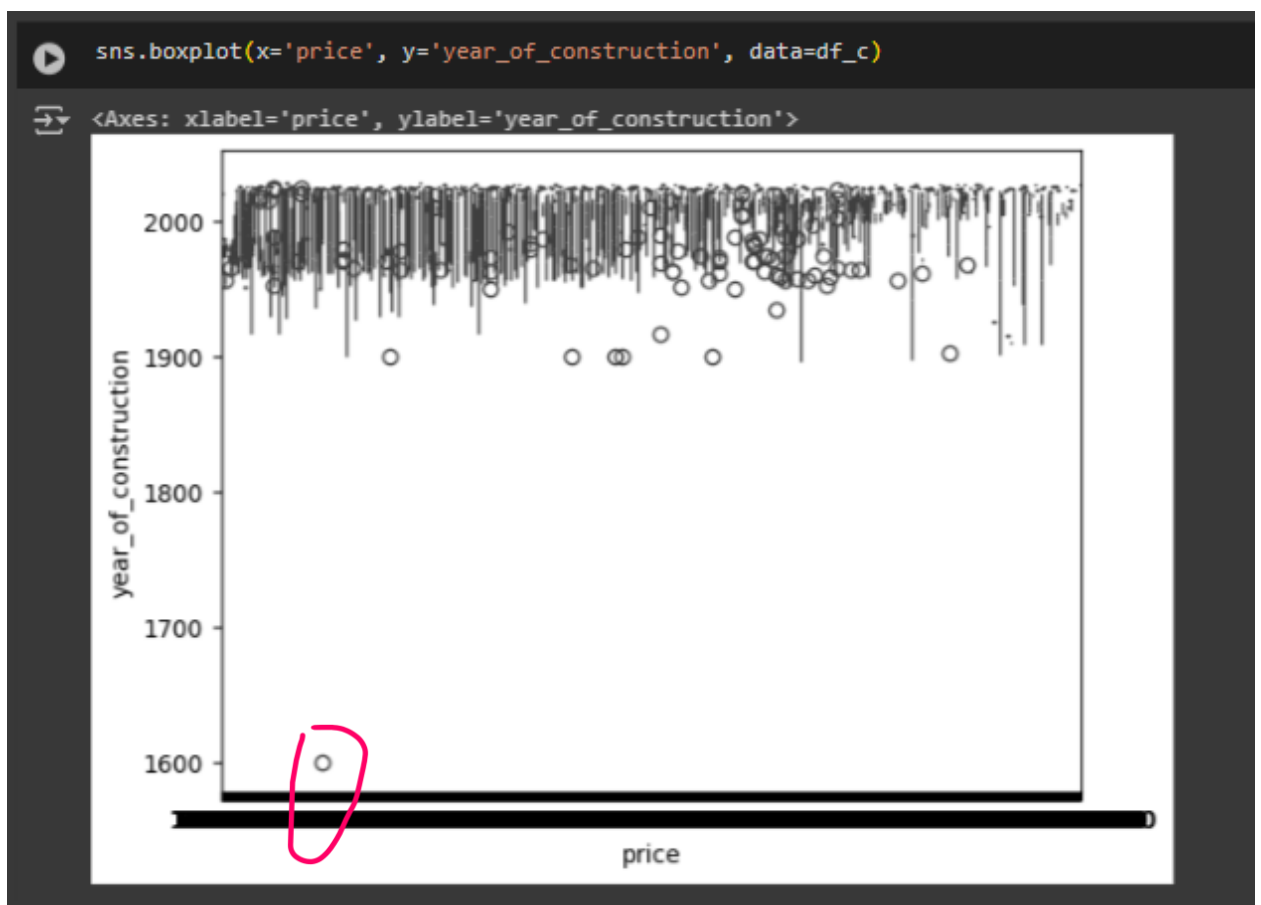 sns.boxplot(x='price', y='year_of_construction', data=df_c)
<Axes: xlabel='price', ylabel='year_of_construction'>
2000
1900
1800
1700
1600
year_of_construction
price